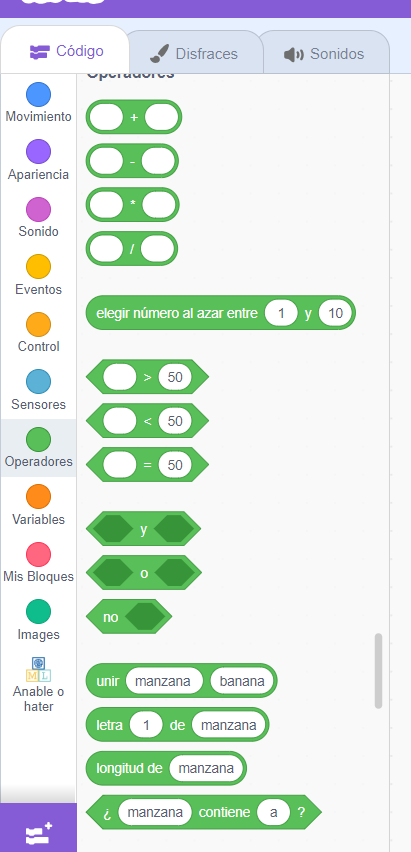 Código
Disfraces
Sonidos
Operadores
Movimiento
Apariencia
Sonido
Eventos
Control
Sensores
Operadores
Variables
Mis Bloques
Images
ML
Anable o
hater
+
-
*
/
elegir número al azar entre 1 y 10
> 50
< 50
= 50
y
o
no
unir manzana banana
letra 1 de manzana
longitud de manzana
¿ manzana contiene a ?